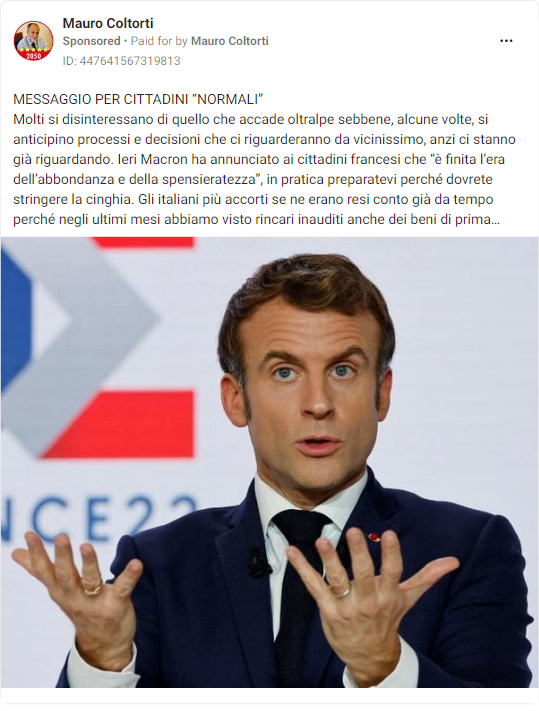 Mauro Coltorti
Sponsored • Paid for by Mauro Coltorti
ID: 447641567319813
2050
MESSAGGIO PER CITTADINI “NORMALI”
Molti si disinteressano di quello che accade oltralpe sebbene, alcune volte, si
anticipino processi e decisioni che ci riguarderanno da vicinissimo, anzi ci stanno
già riguardando. Ieri Macron ha annunciato ai cittadini francesi che “è finita l’era
dell’abbondanza e della spensieratezza”, in pratica preparatevi perché dovrete
stringere la cinghia. Gli italiani più accorti se ne erano resi conto già da tempo
perché negli ultimi mesi abbiamo visto rincari inauditi anche dei beni di prima...
NCE22